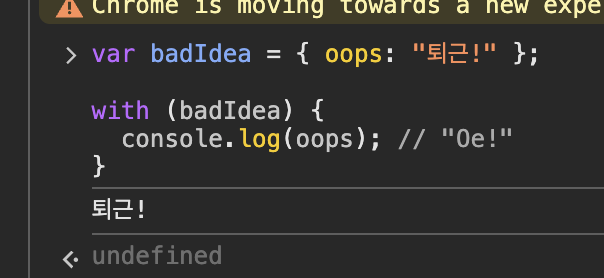 Chrome is moving towards a new expe
> var badIdea = { oops: "퇴근!" };
with (badIdea) {
  console.log(oops); // "Oe!"
}
퇴근!
undefined